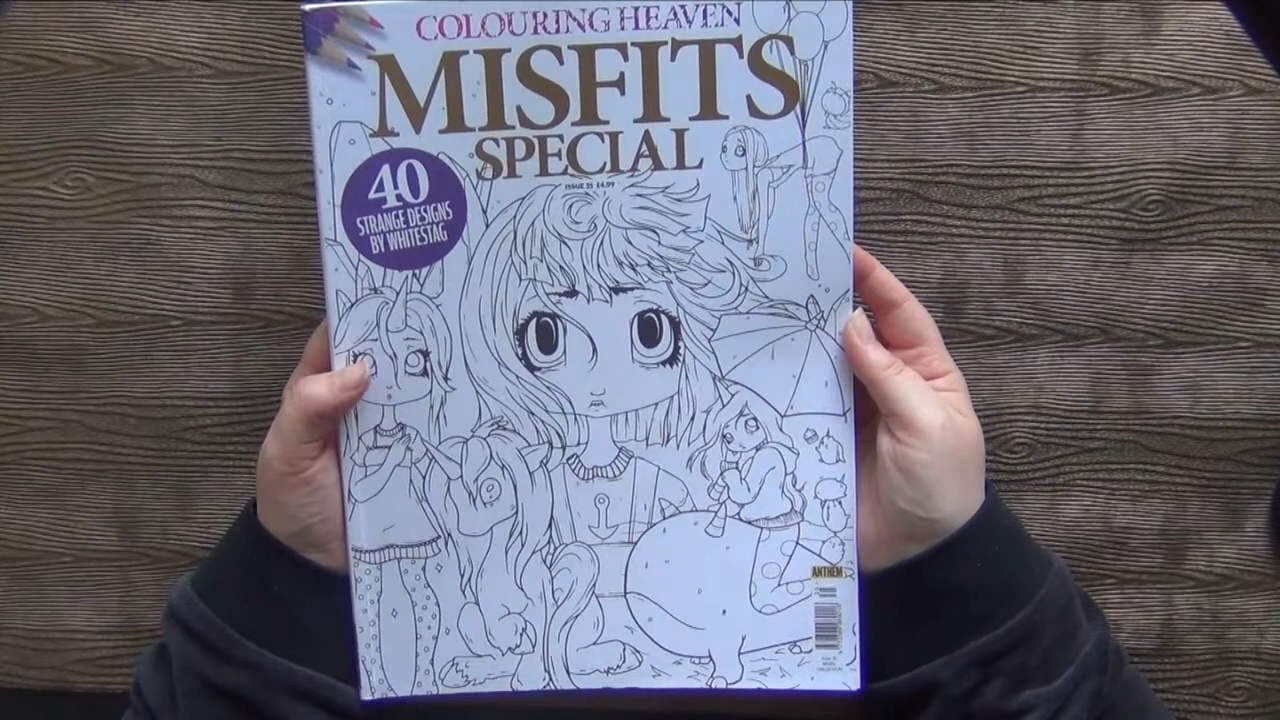 COLOURING HEAVEN
MISFITS
SPECIAL
ISSUE 35 £4.99
40
STRANGE DESIGNS
BY WHITESTAG
ANTHEM